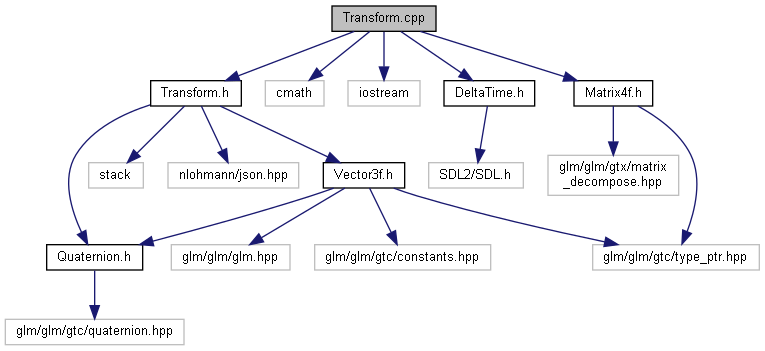 Transform.cpp
Transform.h
cmath
iostream
DeltaTime.h
Matrix4f.h
stack
nlohmann/json.hpp
Vector3f.h
SDL2/SDL.h
glm/glm/gtx/matrix
_decompose.hpp
Quaternion.h
glm/glm/glm.hpp
glm/glm/gtc/constants.hpp
glm/glm/gtc/type_ptr.hpp
glm/glm/gtc/quaternion.hpp